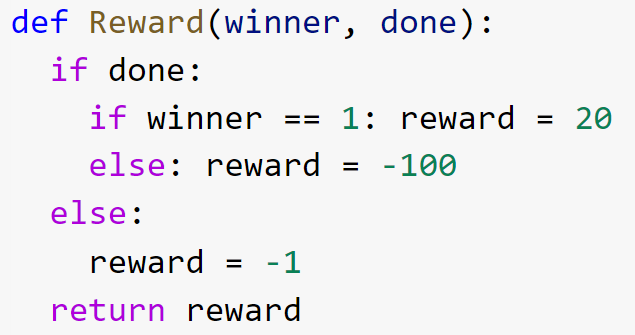 def Reward(winner, done):
  if done:
    if winner == 1: reward = 20
    else: reward = -100
  else:
    reward = -1
  return reward